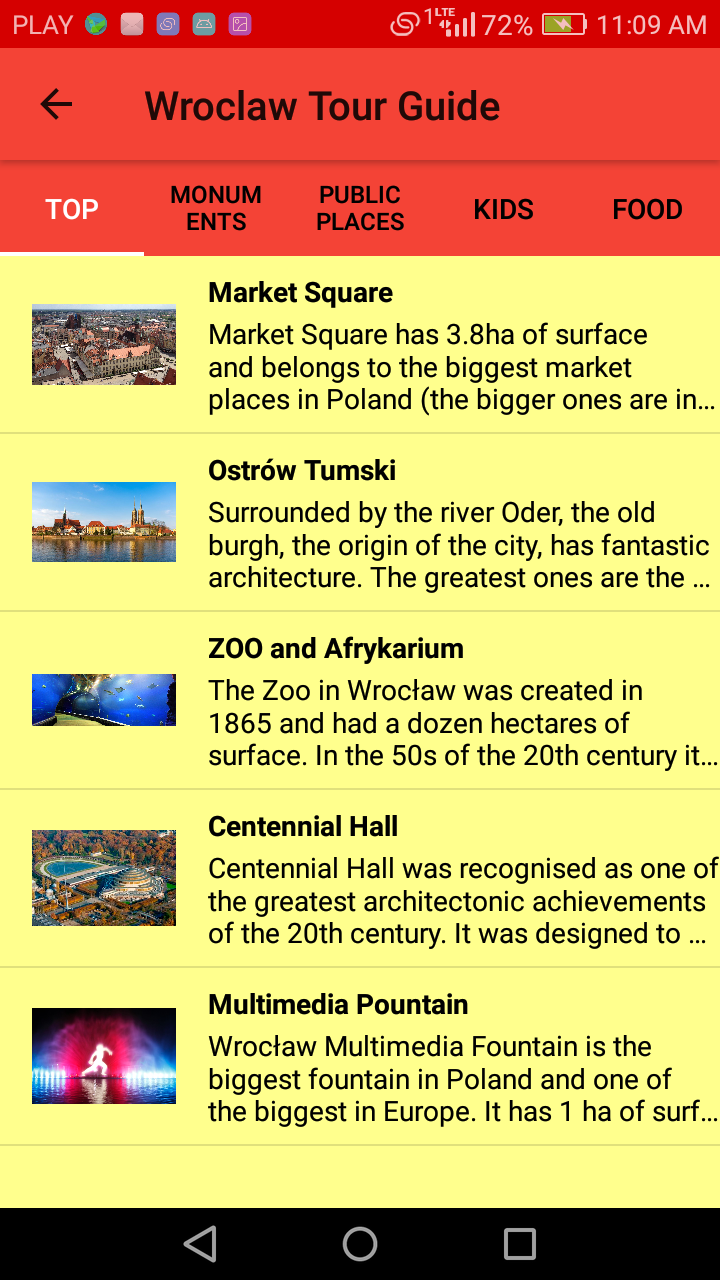 PLAY 1 LTE 72% 11:09 AM
Wroclaw Tour Guide
TOP
MONUM
ENTS
PUBLIC
PLACES
KIDS
FOOD
Market Square
Market Square has 3.8ha of surface
and belongs to the biggest market
places in Poland (the bigger ones are in...
Ostrów Tumski
Surrounded by the river Oder, the old
burgh, the origin of the city, has fantastic
architecture. The greatest ones are the ...
ZOO and Afrykarium
The Zoo in Wrocław was created in
1865 and had a dozen hectares of
surface. In the 50s of the 20th century it...
Centennial Hall
Centennial Hall was recognised as one of
the greatest architectonic achievements
of the 20th century. It was designed to ...
Multimedia Pountain
Wrocław Multimedia Fountain is the
biggest fountain in Poland and one of
the biggest in Europe. It has 1 ha of surf...